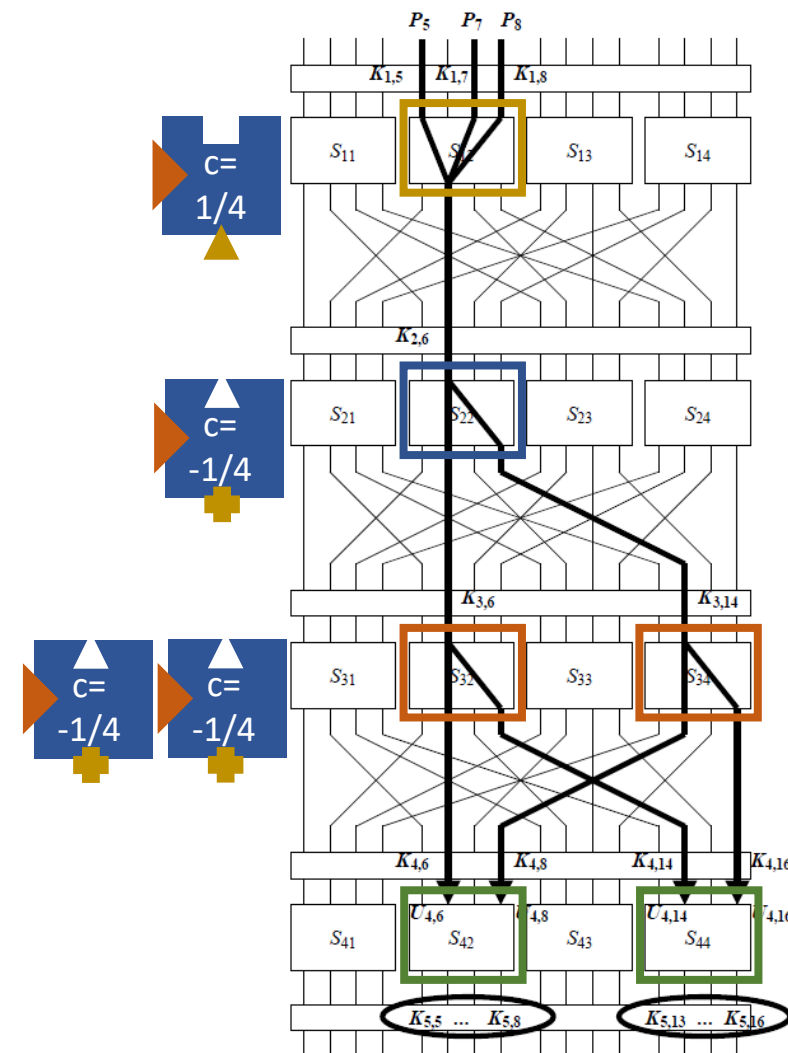 P5 P7 P8
K1,5 K1,7 K1,8
c=
1/4
S11 S12 S13 S14
K2,6
c=
-1/4
S21 S22 S23 S24
K3,6 K3,14
c=
-1/4
c=
-1/4
S31 S32 S33 S34
K4,6 K4,8 K4,14 K4,16
U4,6 U4,8 U4,14 U4,16
S41 S42 S43 S44
K5,5 ... K5,8 K5,13 ... K5,16